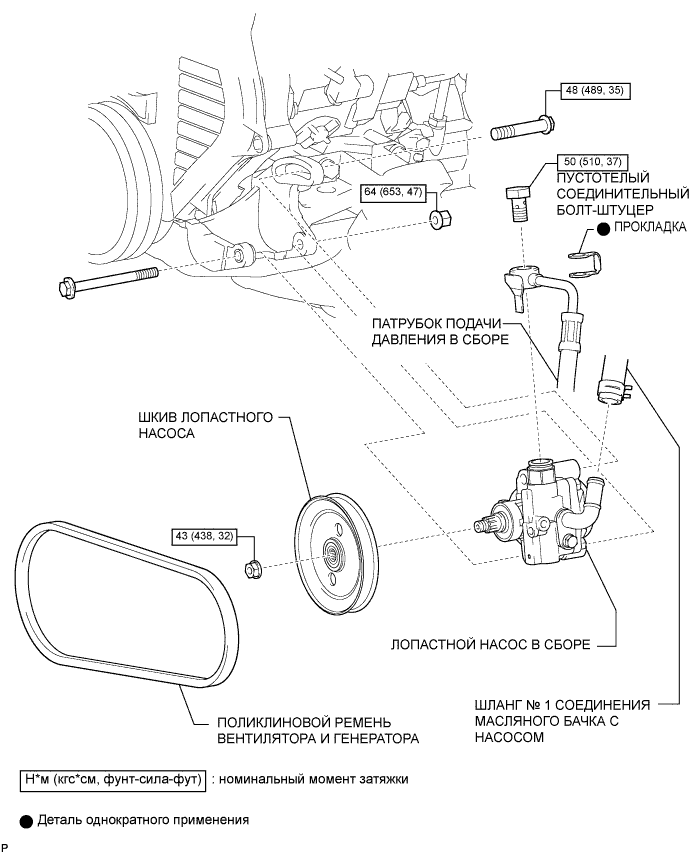 48 (489, 35)
50 (510, 37)
ПУСТОТЕЛЫЙ
СОЕДИНИТЕЛЬНЫЙ
БОЛТ-ШТУЦЕР
64 (653, 47)
ПРОКЛАДКА
ПАТРУБОК ПОДАЧИ
ДАВЛЕНИЯ В СБОРЕ
ШКИВ ЛОПАСТНОГО
НАСОСА
43 (438, 32)
ЛОПАСТНОЙ НАСОС В СБОРЕ
ШЛАНГ № 1 СОЕДИНЕНИЯ
МАСЛЯНОГО БАЧКА С
НАСОСОМ
ПОЛИКЛИНОВОЙ РЕМЕНЬ
ВЕНТИЛЯТОРА И ГЕНЕРАТОРА
Н*м (кгс*см, фунт-сила-фут) : номинальный момент затяжки
Деталь однократного применения
P